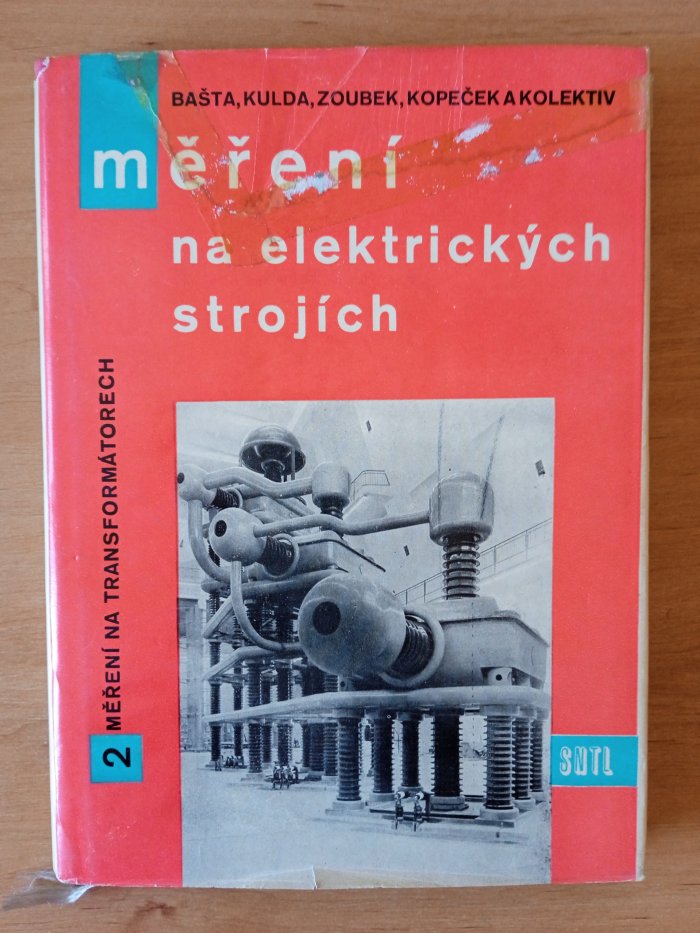 BAŠTA, KULDA, ZOUBEK, KOPEČEK A KOLEKTIV
měření
na elektrických
strojích
2 MĚŘENÍ NA TRANSFORMÁTORECH
SNTL